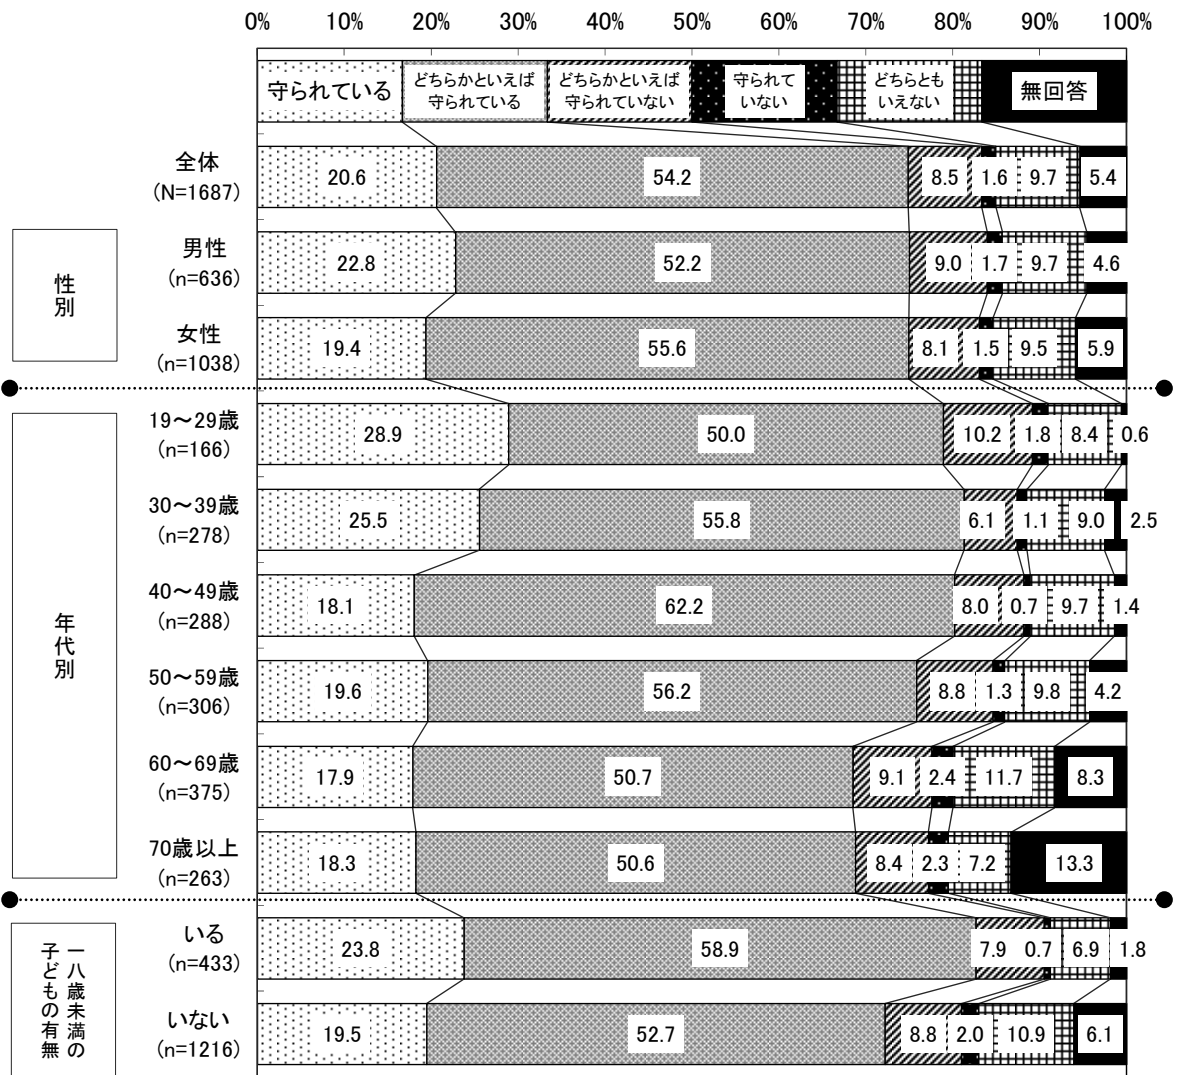 0% 10% 20% 30% 40% 50% 60% 70% 80% 90% 100%
守られている
どちらかといえば
守られている
どちらかといえば
守られていない
守られて
いない
どちらとも
いえない
無回答
全体
(N=1687)
20.6 54.2 8.5 1.6 9.7 5.4
性別
男性
(n=636)
22.8 52.2 9.0 1.7 9.7 4.6
女性
(n=1038)
19.4 55.6 8.1 1.5 9.5 5.9
年代別
19～29歳
(n=166)
28.9 50.0 10.2 1.8 8.4 0.6
30～39歳
(n=278)
25.5 55.8 6.1 1.1 9.0 2.5
40～49歳
(n=288)
18.1 62.2 8.0 0.7 9.7 1.4
50～59歳
(n=306)
19.6 56.2 8.8 1.3 9.8 4.2
60～69歳
(n=375)
17.9 50.7 9.1 2.4 11.7 8.3
70歳以上
(n=263)
18.3 50.6 8.4 2.3 7.2 13.3
一八歳未満の
子どもの有無
いる
(n=433)
23.8 58.9 7.9 0.7 6.9 1.8
いない
(n=1216)
19.5 52.7 8.8 2.0 10.9 6.1